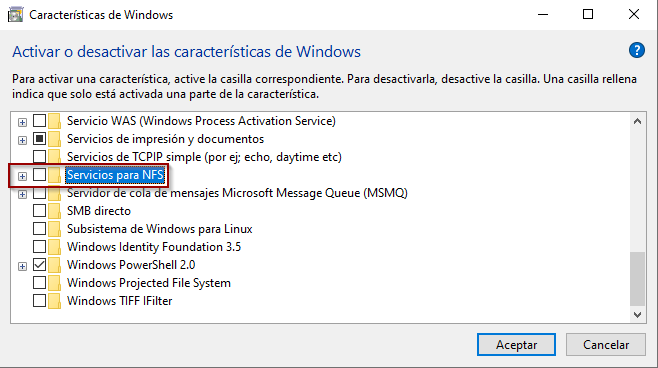 Características de Windows
Activar o desactivar las características de Windows
?
Para activar una característica, active la casilla correspondiente. Para desactivarla, desactive la casilla. Una casilla rellena
indica que solo está activada una parte de la característica.
Servicio WAS (Windows Process Activation Service)
Servicios de impresión y documentos
Servicios de TCPIP simple (por ej; echo, daytime etc)
Servicios para NFS
Servidor de cola de mensajes Microsoft Message Queue (MSMQ)
SMB directo
Subsistema de Windows para Linux
Windows Identity Foundation 3.5
Windows PowerShell 2.0
Windows Projected File System
Windows TIFF IFilter
Aceptar
Cancelar